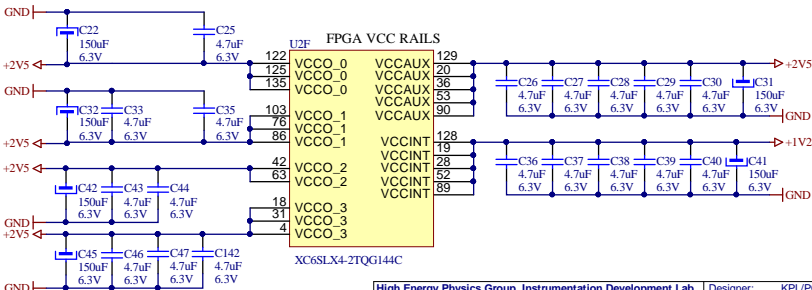 FPGA VCC RAILS
U2F
GND
C22
150uF
6.3V
C25
4.7uF
6.3V
+2V5
GND
C32
150uF
6.3V
C33
4.7uF
6.3V
C35
4.7uF
6.3V
+2V5
+2V5
C42
150uF
6.3V
C43
4.7uF
6.3V
C44
4.7uF
6.3V
GND
+2V5
C45
150uF
6.3V
C46
4.7uF
6.3V
C47
4.7uF
6.3V
C142
4.7uF
6.3V
GND
122 VCCO_0
125 VCCO_0
135 VCCO_0
103 VCCO_1
76 VCCO_1
86 VCCO_1
42 VCCO_2
63 VCCO_2
18 VCCO_3
31 VCCO_3
4 VCCO_3
VCCAUX 129
VCCAUX 20
VCCAUX 36
VCCAUX 53
VCCAUX 90
VCCINT 128
VCCINT 19
VCCINT 28
VCCINT 52
VCCINT 89
XC6SLX4-2TQG144C
+2V5
C26
4.7uF
6.3V
C27
4.7uF
6.3V
C28
4.7uF
6.3V
C29
4.7uF
6.3V
C30
4.7uF
6.3V
C31
150uF
6.3V
GND
+1V2
C36
4.7uF
6.3V
C37
4.7uF
6.3V
C38
4.7uF
6.3V
C39
4.7uF
6.3V
C40
4.7uF
6.3V
C41
150uF
6.3V
GND
High Energy Physics Group, Instrumentation Development Lab
Designer: